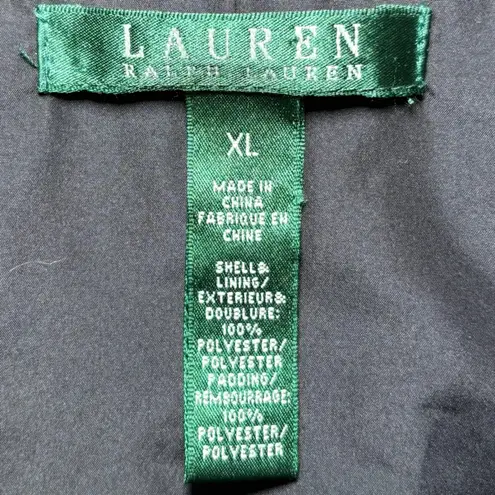 LAUREN
RALPH LAUREN
XL
MADE IN
CHINA
FABRIQUE EN
CHINE
SHELL&
LINING/
EXTERIEUR&
DOUBLURE:
100%
POLYESTER/
POLYESTER
PADDING/
REMBOURRAGE:
100%
POLYESTER/
POLYESTER